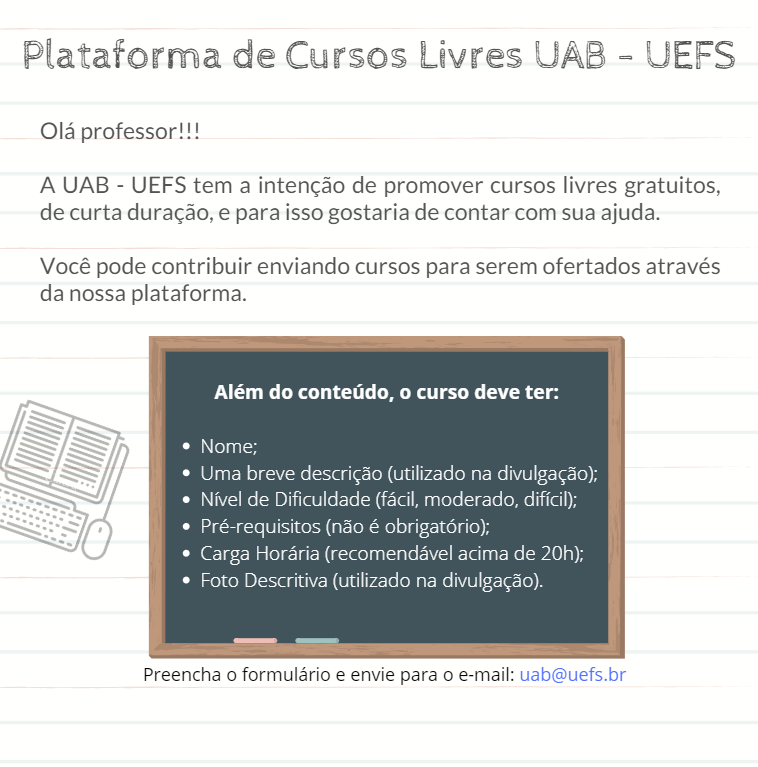 Plataforma de Cursos Livres UAB - UEFS
Olá professor!!!
A UAB - UEFS tem a intenção de promover cursos livres gratuitos,
de curta duração, e para isso gostaria de contar com sua ajuda.
Você pode contribuir enviando cursos para serem ofertados através
da nossa plataforma.
Além do conteúdo, o curso deve ter:
• Nome;
• Uma breve descrição (utilizado na divulgação);
• Nível de Dificuldade (fácil, moderado, difícil);
• Pré-requisitos (não é obrigatório);
• Carga Horária (recomendável acima de 20h);
• Foto Descritiva (utilizado na divulgação).
Preencha o formulário e envie para o e-mail: uab@uefs.br